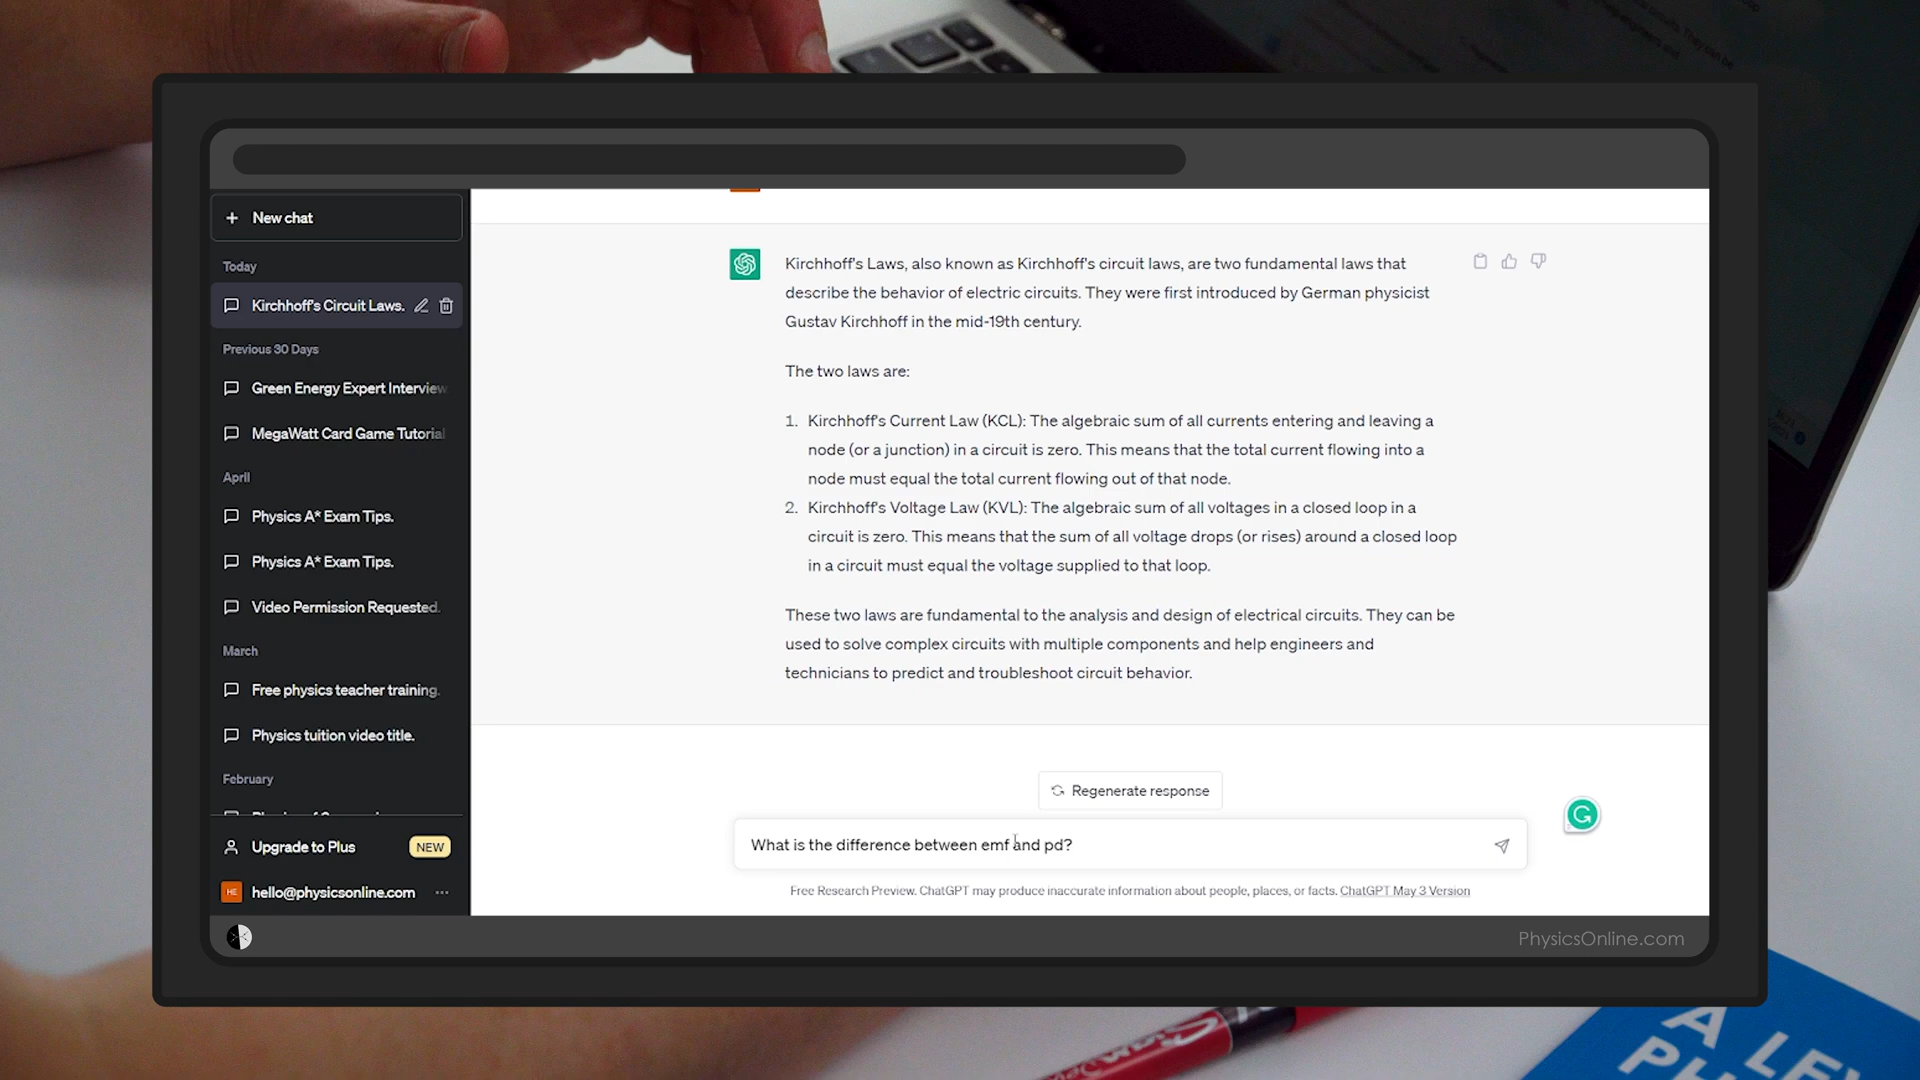 New chat
Today
Kirchhoff's Circuit Laws.
Previous 30 Days
Green Energy Expert Interview
MegaWatt Card Game Tutorial
April
Physics A* Exam Tips.
Physics A* Exam Tips.
Video Permission Requested.
March
Free physics teacher training.
Physics tuition video title.
February
Upgrade to Plus
NEW
HE
hello@physicsonline.com
Kirchhoff's Laws, also known as Kirchhoff's circuit laws, are two fundamental laws that
describe the behavior of electric circuits. They were first introduced by German physicist
Gustav Kirchhoff in the mid-19th century.
The two laws are:
1. Kirchhoff's Current Law (KCL): The algebraic sum of all currents entering and leaving a
node (or a junction) in a circuit is zero. This means that the total current flowing into a
node must equal the total current flowing out of that node.
2. Kirchhoff's Voltage Law (KVL): The algebraic sum of all voltages in a closed loop in a
circuit is zero. This means that the sum of all voltage drops (or rises) around a closed loop
in a circuit must equal the voltage supplied to that loop.
These two laws are fundamental to the analysis and design of electrical circuits. They can be
used to solve complex circuits with multiple components and help engineers and
technicians to predict and troubleshoot circuit behavior.
Regenerate response
What is the difference between emf and pd?
Free Research Preview. ChatGPT may produce inaccurate information about people, places, or facts. ChatGPT May 3 Version
PhysicsOnline.com
A LEV
PH